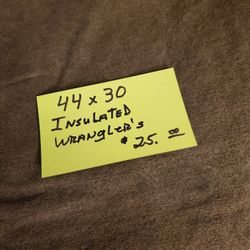 44 x 30
INSULATED
WRANGLER'S
$25.00